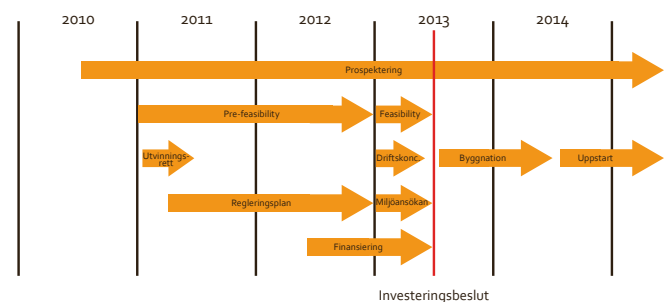 2010 2011 2012 2013 2014
Prospektering
Pre-feasibility Feasibility
Utvinnings-
rett
Driftskonc. Byggnation Uppstart
Regleringsplan Miljöansökan
Finansiering
Investeringsbeslut